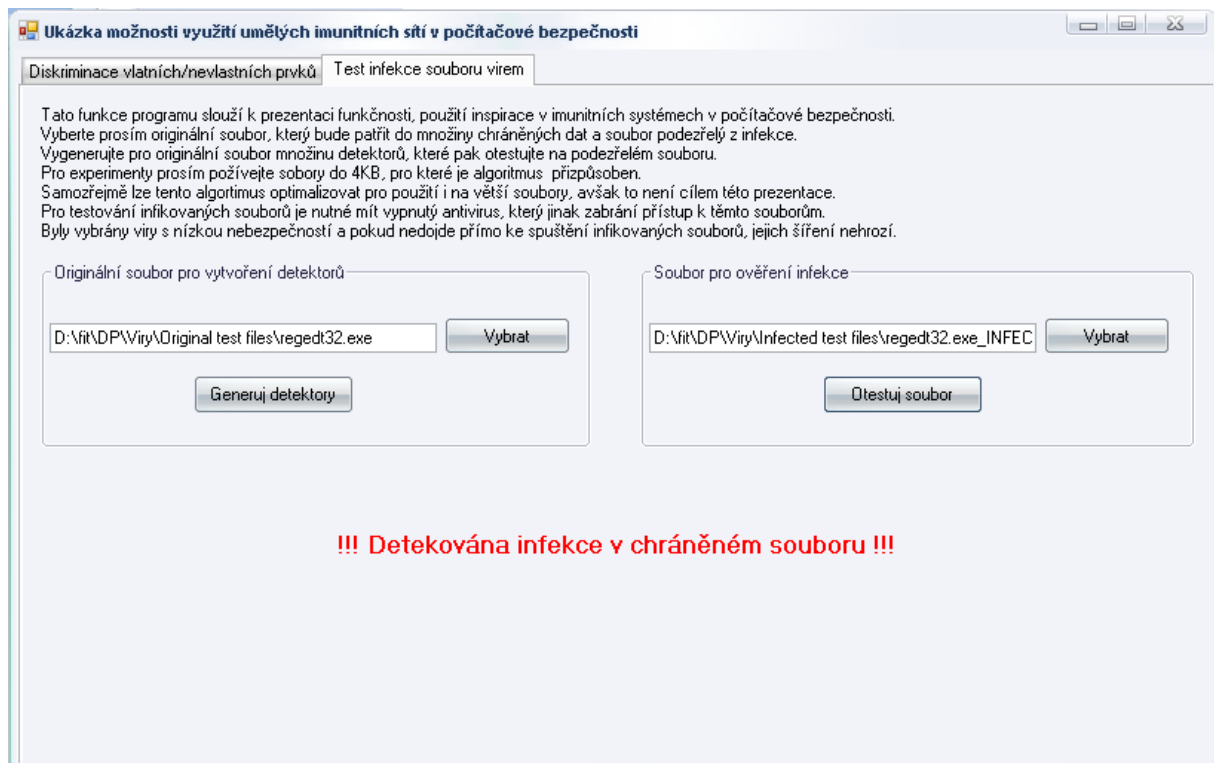 Ukázka možnosti využití umělých imunitních sítí v počítačové bezpečnosti
Diskriminace vlatních/nevlastních prvků Test infekce souboru virem
Tato funkce programu slouží k prezentaci funkčnosti, použití inspirace v imunitních systémech v počítačové bezpečnosti.
Vyberte prosím originální soubor, který bude patřit do množiny chráněných dat a soubor podezřelý z infekce.
Vygenerujte pro originální soubor množinu detektorů, které pak otestujte na podezřelém souboru.
Pro experimenty prosím požívejte sobory do 4KB, pro které je algoritmus přizpůsoben.
Samozřejmě lze tento algortimus optimalizovat pro použití i na větší soubory, avšak to není cílem této prezentace.
Pro testování infikovaných souborů je nutné mít vypnutý antivirus, který jinak zabrání přístup k těmto souborům.
Byly vybrány viry s nízkou nebezpečností a pokud nedojde přímo ke spuštění infikovaných souborů, jejich šíření nehrozí.
Originální soubor pro vytvoření detektorů
D:\fit\DP\Viry\Original test files\regedt32.exe Vybrat
Generuj detektory
Soubor pro ověření infekce
D:\fit\DP\Viry\Infected test files\regedt32.exe_INFEC Vybrat
Otestuj soubor
!!! Detekována infekce v chráněném souboru !!!